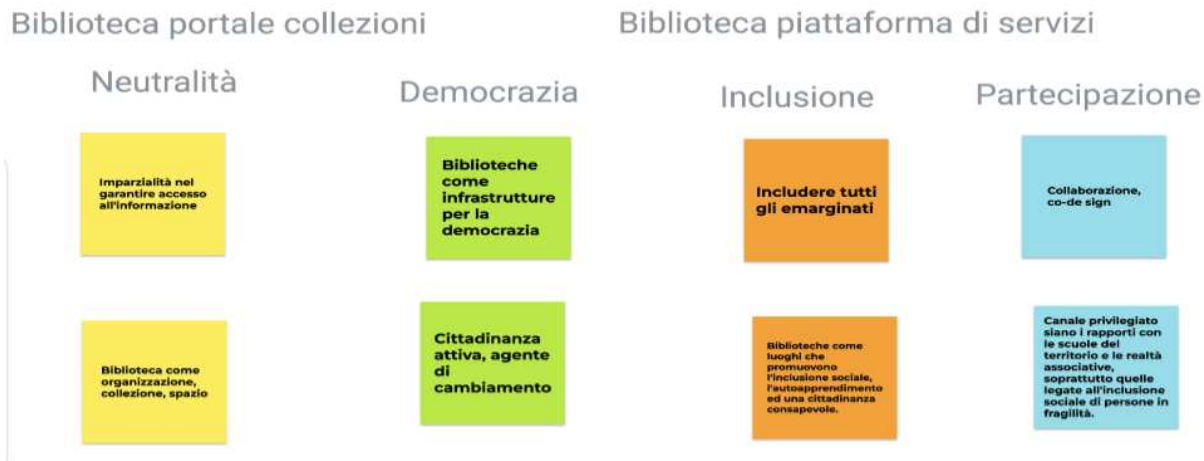 Biblioteca portale collezioni
Biblioteca piattaforma di servizi
Neutralità
Democrazia
Inclusione
Partecipazione
Imparzialità nel
garantire accesso
all'informazione
Biblioteche
come
infrastrutture
per la
democrazia
Includere tutti
gli emarginati
Collaborazione,
co-de sign
Biblioteca come
organizzazione,
collezione, spazio
Cittadinanza
attiva, agente
di
cambiamento
Biblioteche come
luoghi che
promuovono
l'inclusione sociale,
l'autoapprendimento
ed una cittadinanza
consapevole.
Canale privilegiato
siano i rapporti con
le scuole del
territorio e le realtà
associative,
soprattutto quelle
legate all'inclusione
sociale di persone in
fragilità.